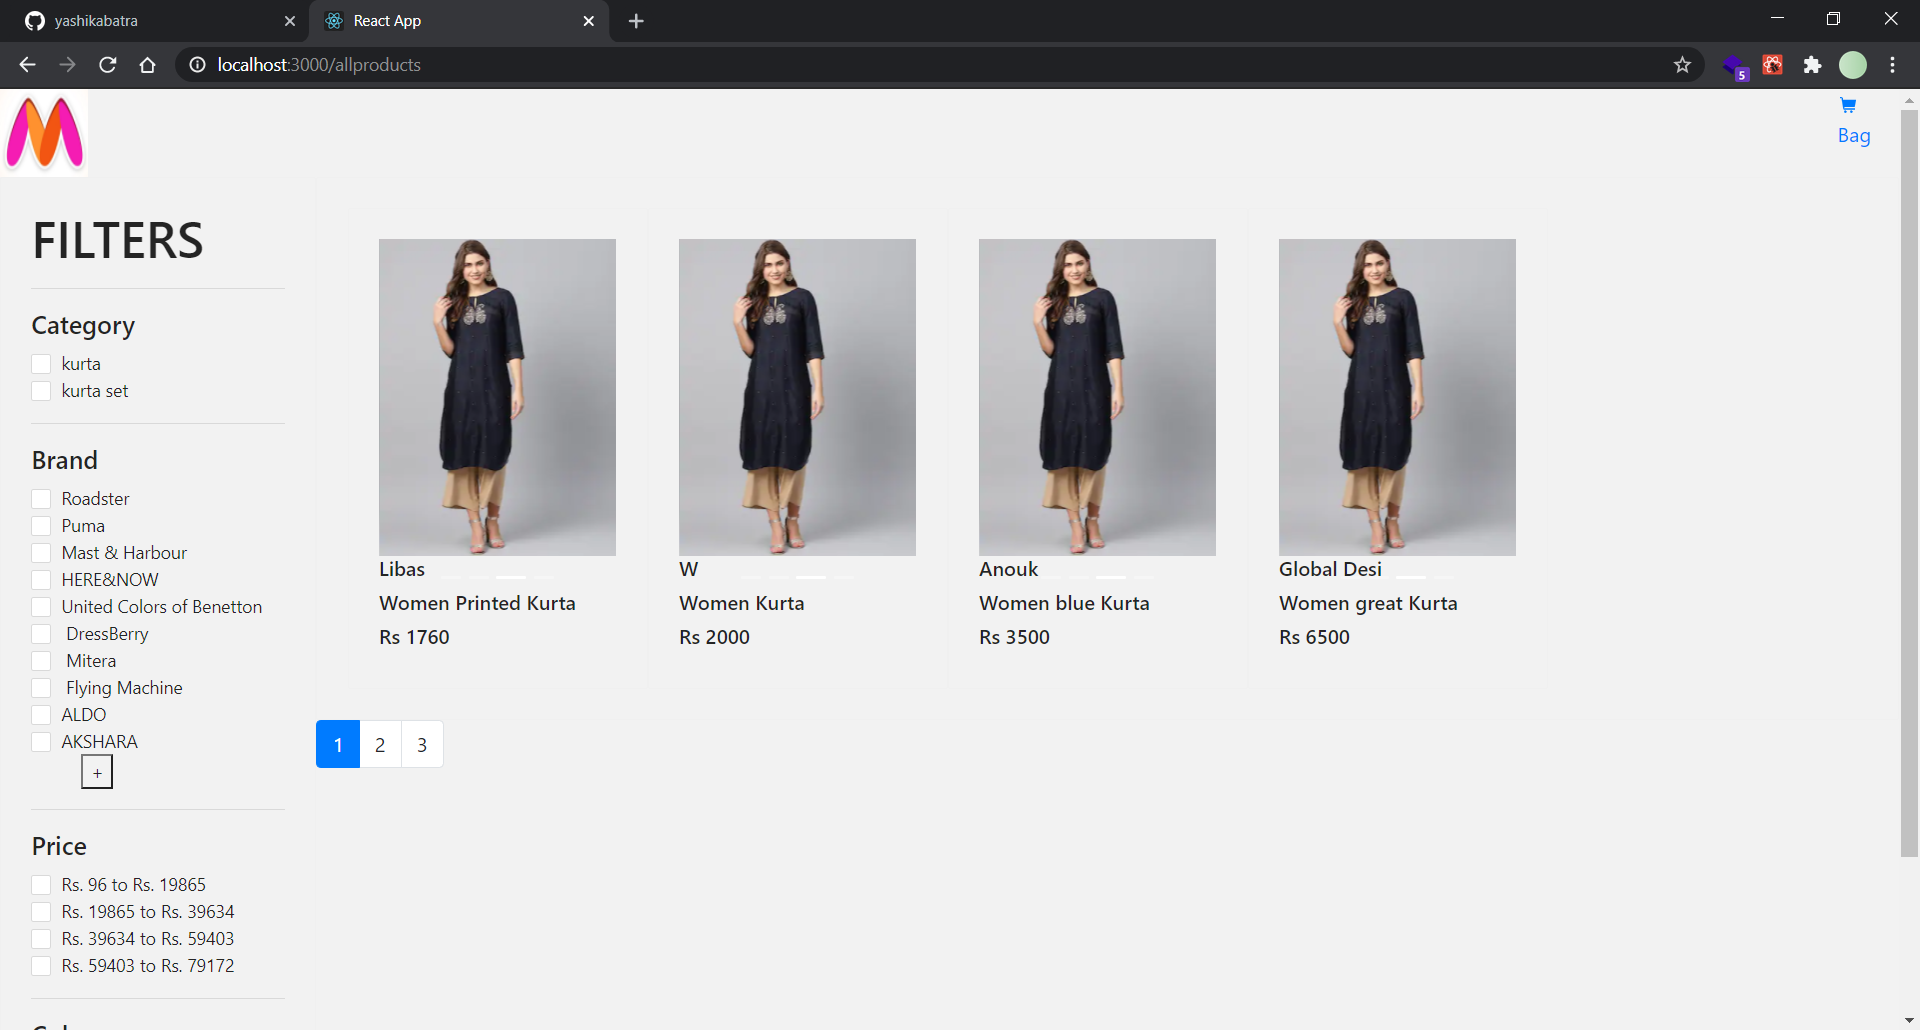 yashikabatra
React App
localhost:3000/allproducts
5
Bag
FILTERS
Category
kurta
kurta set
Brand
Roadster
Puma
Mast & Harbour
HERE&NOW
United Colors of Benetton
DressBerry
Mitera
Flying Machine
ALDO
AKSHARA
+
Price
Rs. 96 to Rs. 19865
Rs. 19865 to Rs. 39634
Rs. 39634 to Rs. 59403
Rs. 59403 to Rs. 79172
Libas
Women Printed Kurta
Rs 1760
W
Women Kurta
Rs 2000
Anouk
Women blue Kurta
Rs 3500
Global Desi
Women great Kurta
Rs 6500
1 2 3